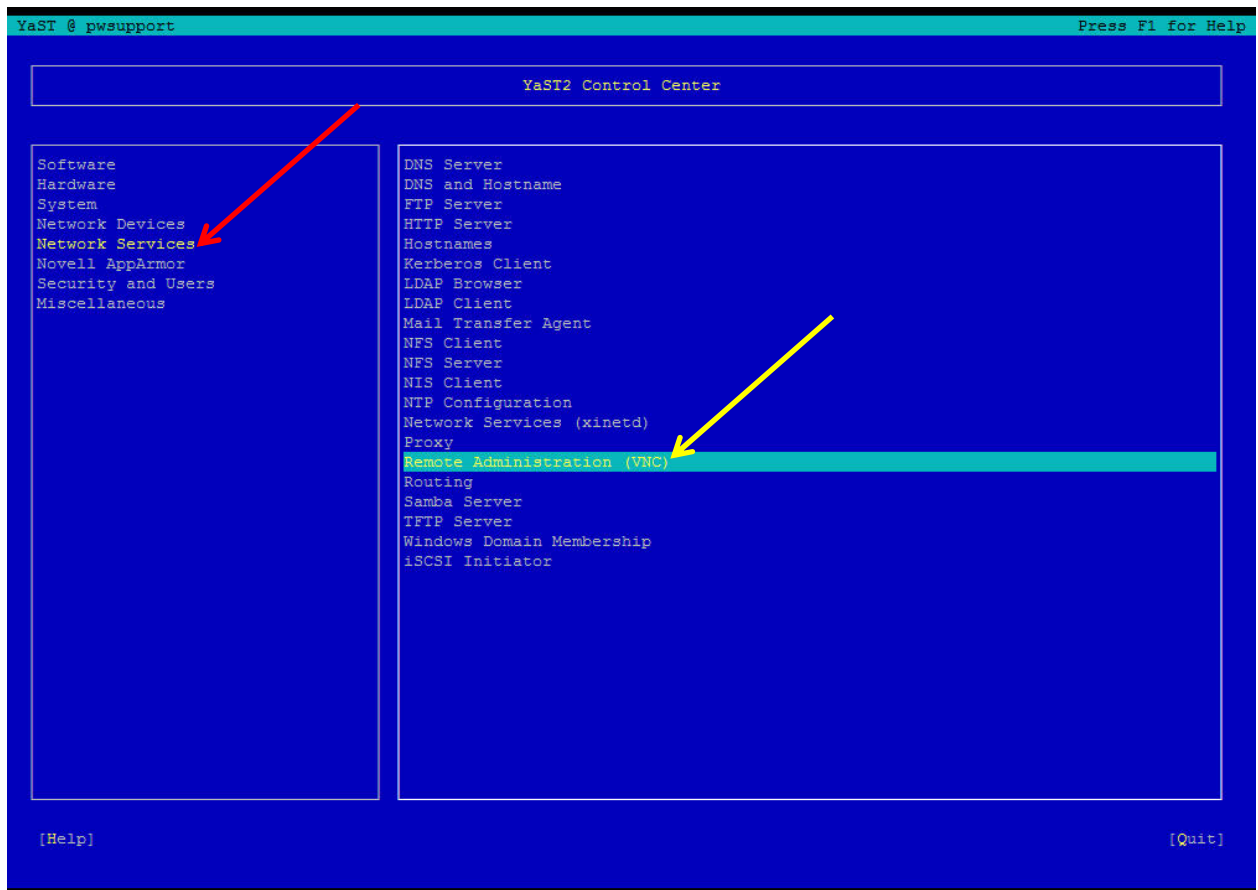 YaST @ pwsupport Press F1 for Help
YaST2 Control Center
Software
Hardware
System
Network Devices
Network Services
Novell AppArmor
Security and Users
Miscellaneous
DNS Server
DNS and Hostname
FTP Server
HTTP Server
Hostnames
Kerberos Client
LDAP Browser
LDAP Client
Mail Transfer Agent
NFS Client
NFS Server
NIS Client
NTP Configuration
Network Services (xinetd)
Proxy
Remote Administration (VNC)
Routing
Samba Server
TFTP Server
Windows Domain Membership
iSCSI Initiator
[Help] [Quit]